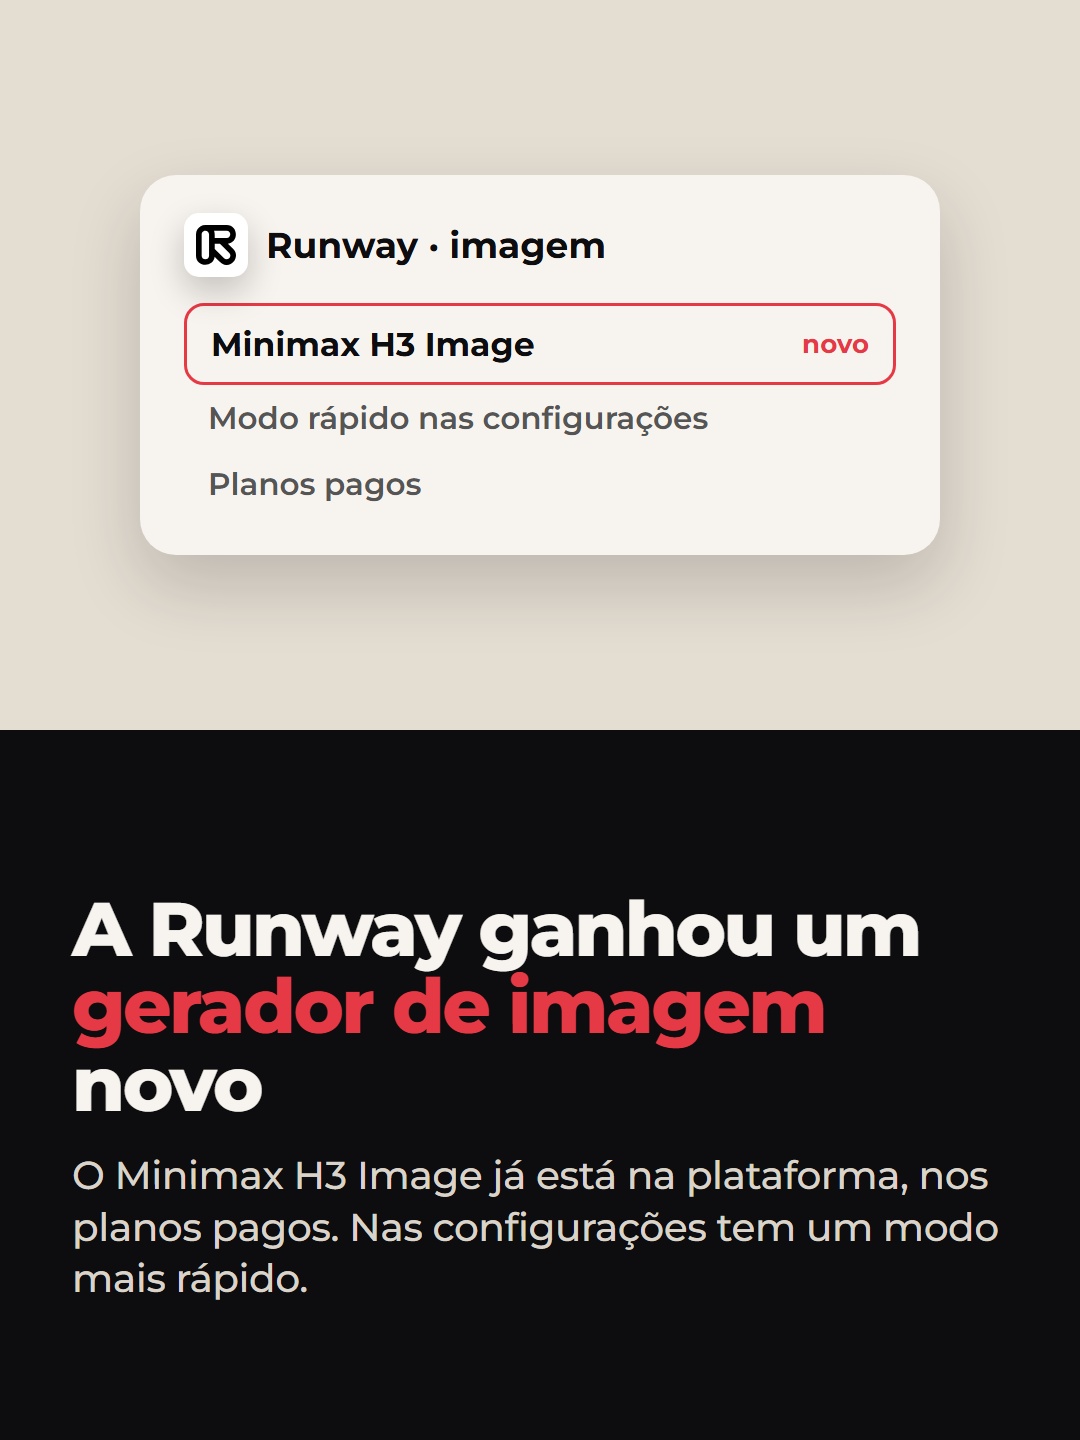 Runway · imagem
Minimax H3 Image novo
Modo rápido nas configurações
Planos pagos
A Runway ganhou um
gerador de imagem
novo
O Minimax H3 Image já está na plataforma, nos
planos pagos. Nas configurações tem um modo
mais rápido.